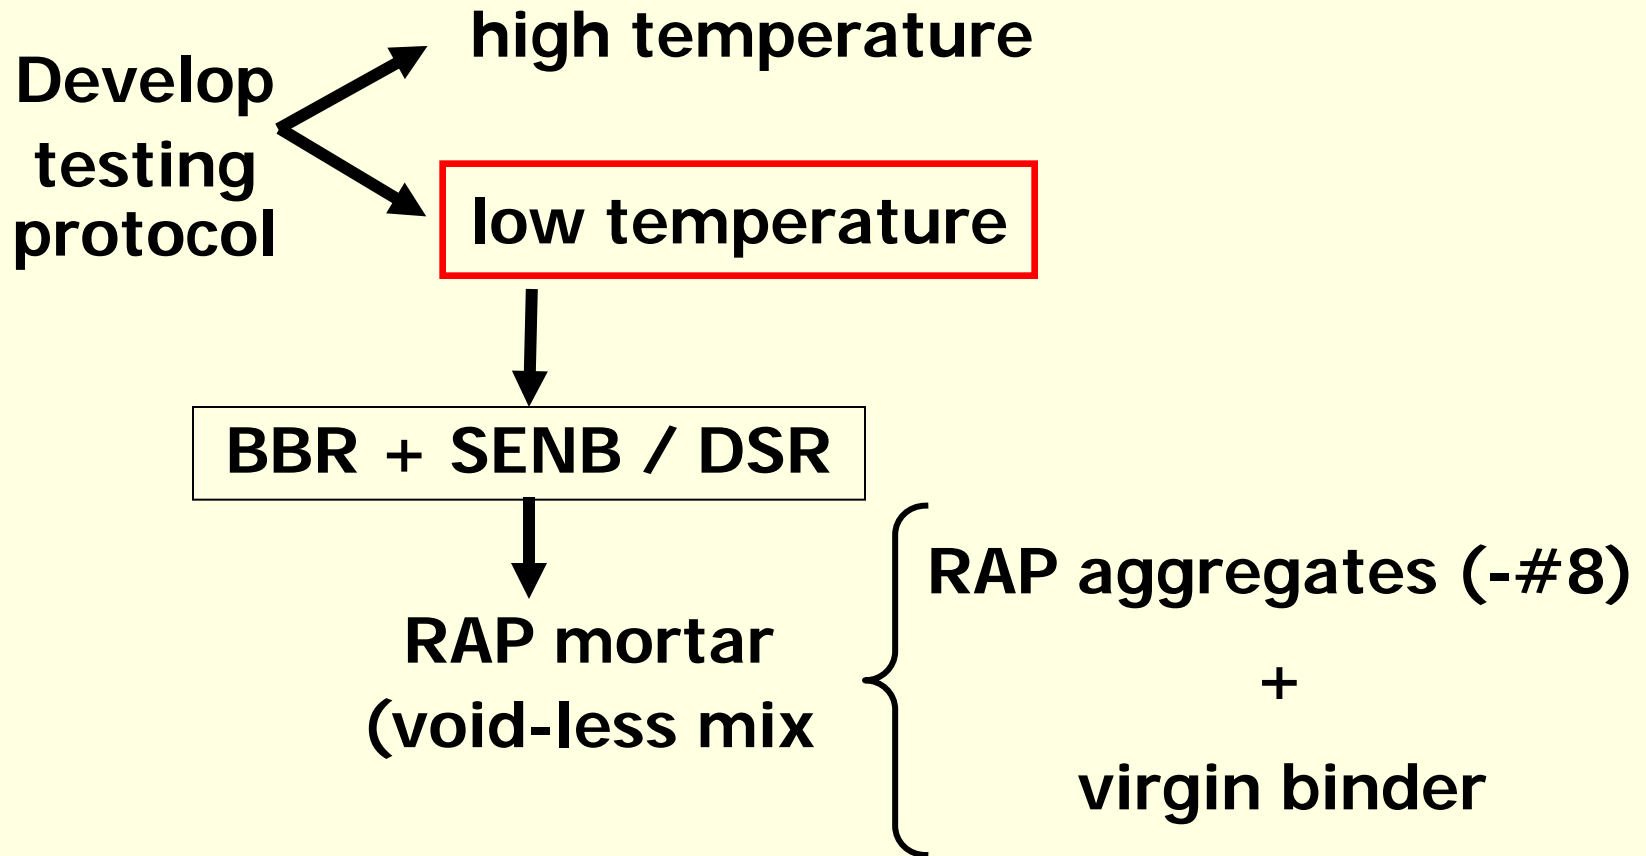 high temperature
Develop
testing
protocol
low temperature
BBR + SENB / DSR
RAP mortar
(void-less mix
RAP aggregates (-#8)
+
virgin binder